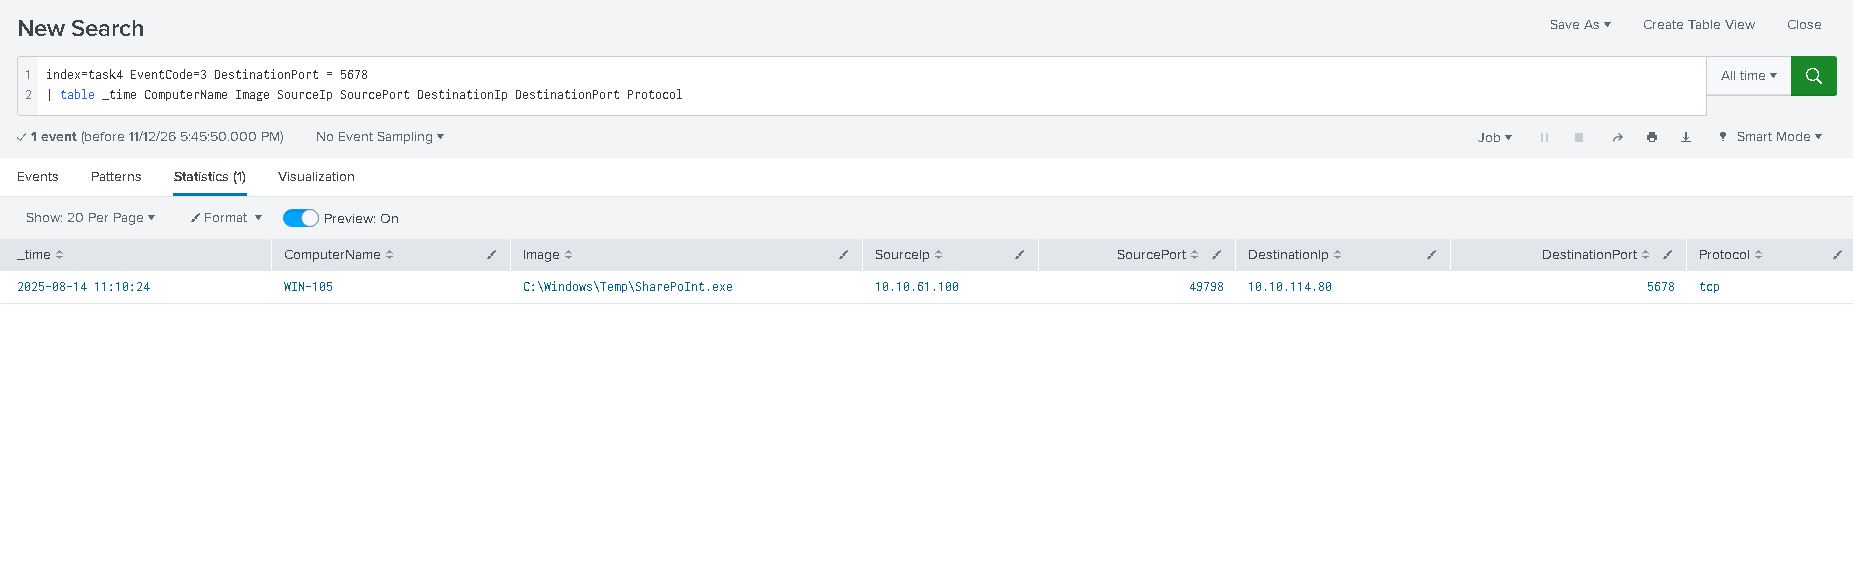 New Search
Save As Create Table View Close
1 index=task4 EventCode=3 DestinationPort = 5678
2 | table _time ComputerName Image SourceIp SourcePort DestinationIp DestinationPort Protocol
All time
1 event (before 11/12/26 5:45:50.000 PM) No Event Sampling
Job Smart Mode
Events Patterns Statistics (1) Visualization
Show: 20 Per Page Format Preview: On
_time ComputerName Image SourceIp SourcePort DestinationIp DestinationPort Protocol
2025-08-14 11:10:24 WIN-105 C:\Windows\Temp\SharePoInt.exe 10.10.61.100 49798 10.10.114.80 5678 tcp